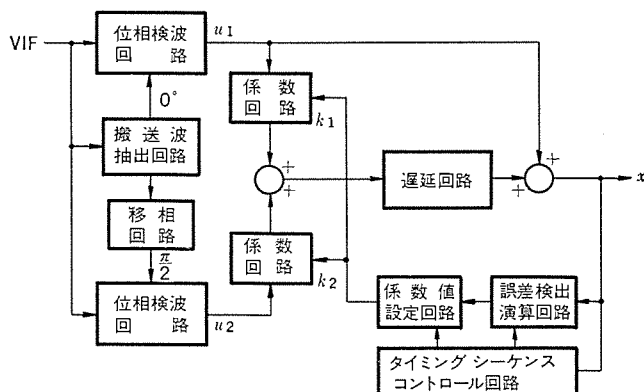 VIF
位相検波
回路
u1
0°
搬送波
抽出回路
移相
回路
π/2
位相検波
回路
u2
係数
回路
k1
+
+
係数
回路
k2
遅延回路
+
+
x
係数値
設定回路
誤差検出
演算回路
タイミング シーケンス
コントロール回路